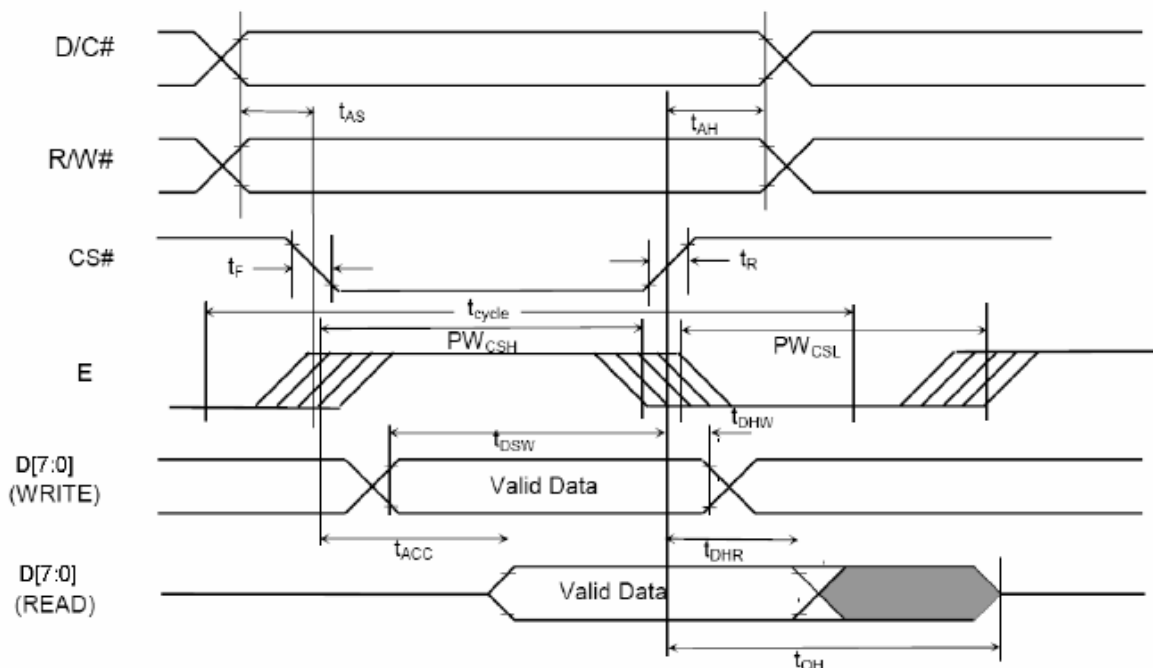 D/C#
tAS
tAH
R/W#
CS#
tF
tR
tcycle
PWCSH
PWCSL
E
tDHW
tDSW
D[7:0]
(WRITE)
Valid Data
tACC
tDHR
D[7:0]
(READ)
Valid Data
tOH